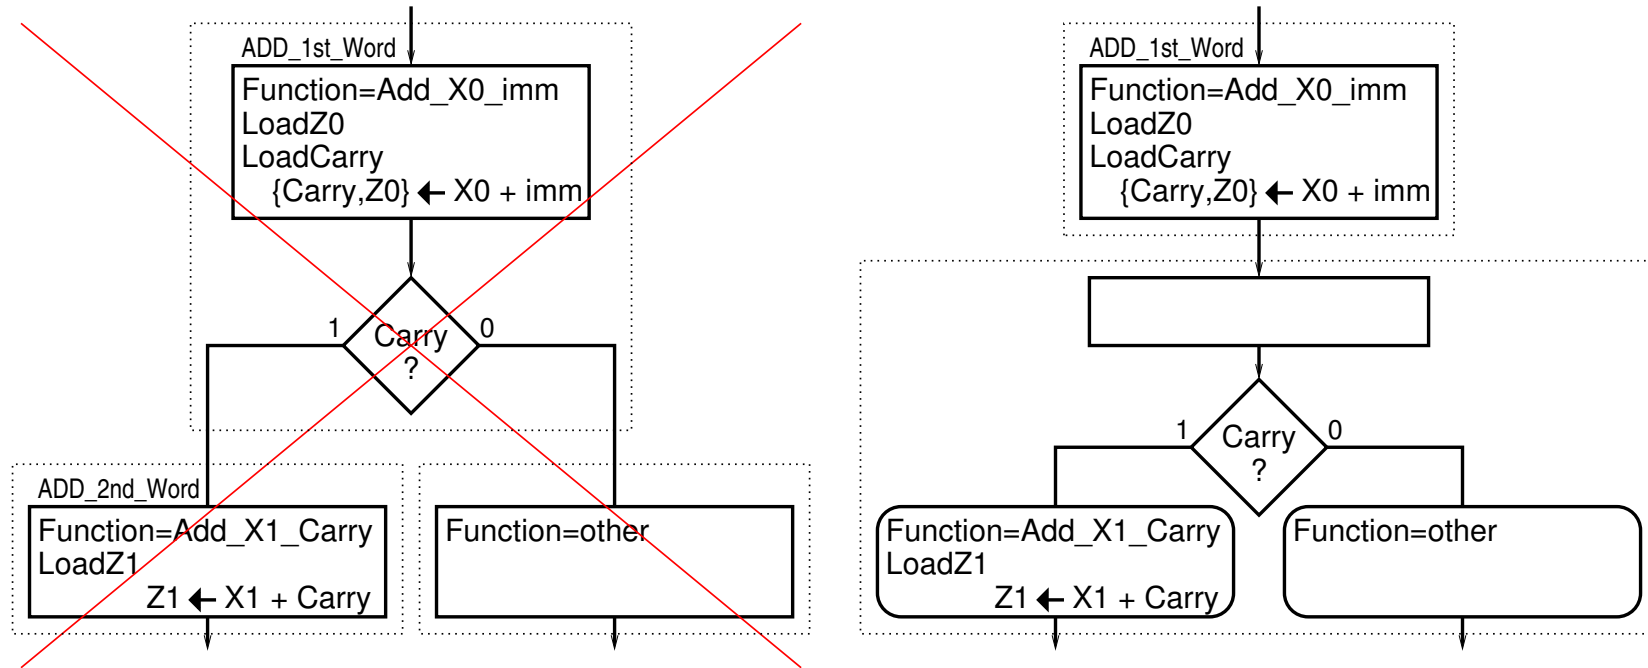 ADD_1st_Word
Function=Add_X0_imm
LoadZ0
LoadCarry
{Carry,Z0} ← X0 + imm
1
Carry
?
0
ADD_2nd_Word
Function=Add_X1_Carry
LoadZ1
Z1 ← X1 + Carry
Function=other
ADD_1st_Word
Function=Add_X0_imm
LoadZ0
LoadCarry
{Carry,Z0} ← X0 + imm
1
Carry
?
0
Function=Add_X1_Carry
LoadZ1
Z1 ← X1 + Carry
Function=other